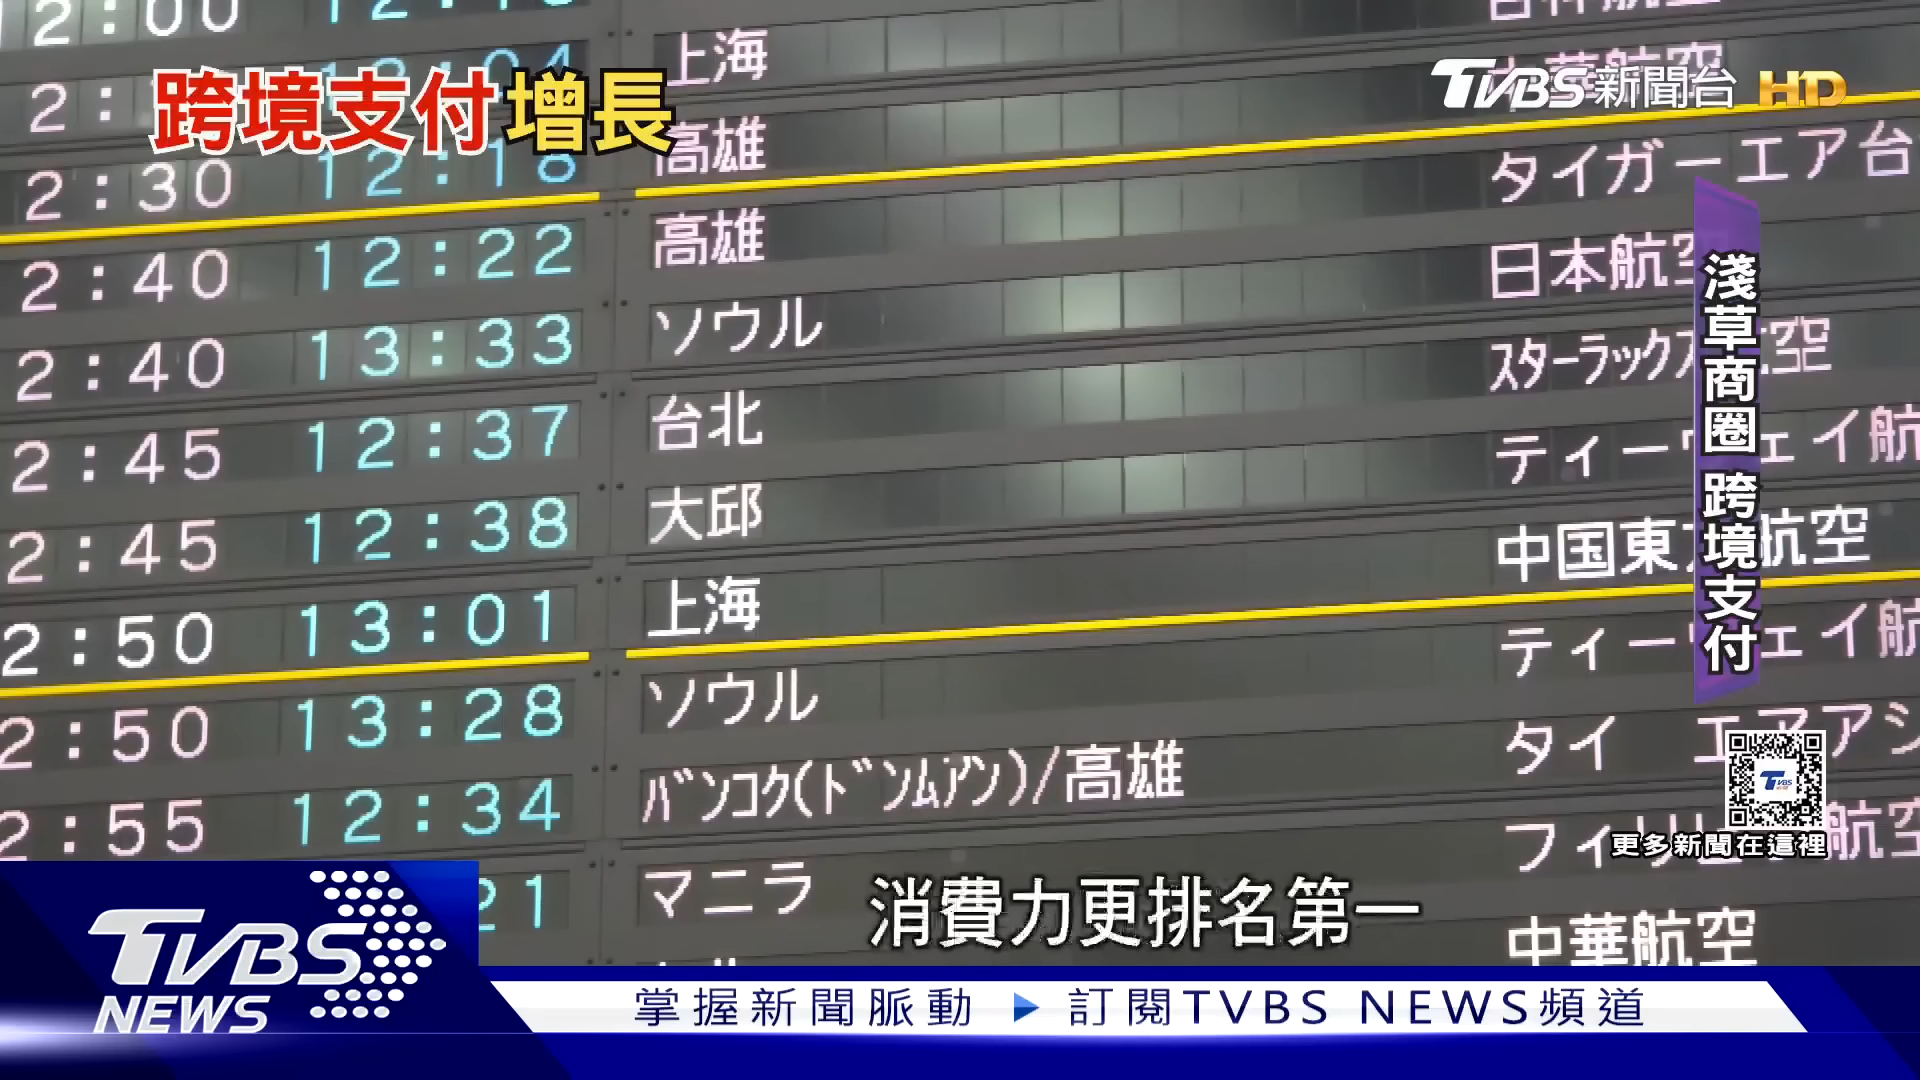 跨境支付增長
TVBS新聞台 HD
上海
2:30 12:18 高雄
タイガーエア台
2:40 12:22 高雄
日本航空
2:40 13:33 ソウル
2:45 12:37 台北
2:45 12:38 大邱
2:50 13:01 上海
2:50 13:28 ソウル
タイ エアアジ
2:55 12:34 バンコク(ドンムアン)/高雄
21 マニラ
中華航空
淺草商圈 跨境支付
更多新聞在這裡
消費力更排名第一
TVBS NEWS
掌握新聞脈動 ▶ 訂閱TVBS NEWS頻道